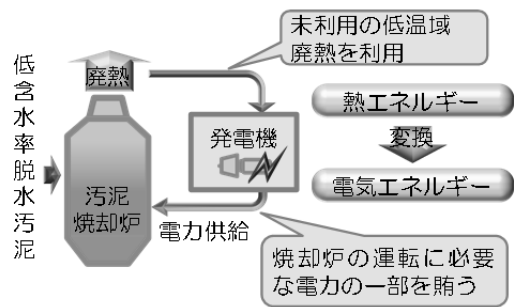 未利用の低温域
廃熱を利用
廃熱
低含水率脱水汚泥
発電機
熱エネルギー
変換
電気エネルギー
汚泥
焼却炉
電力供給
焼却炉の運転に必要
な電力の一部を賄う